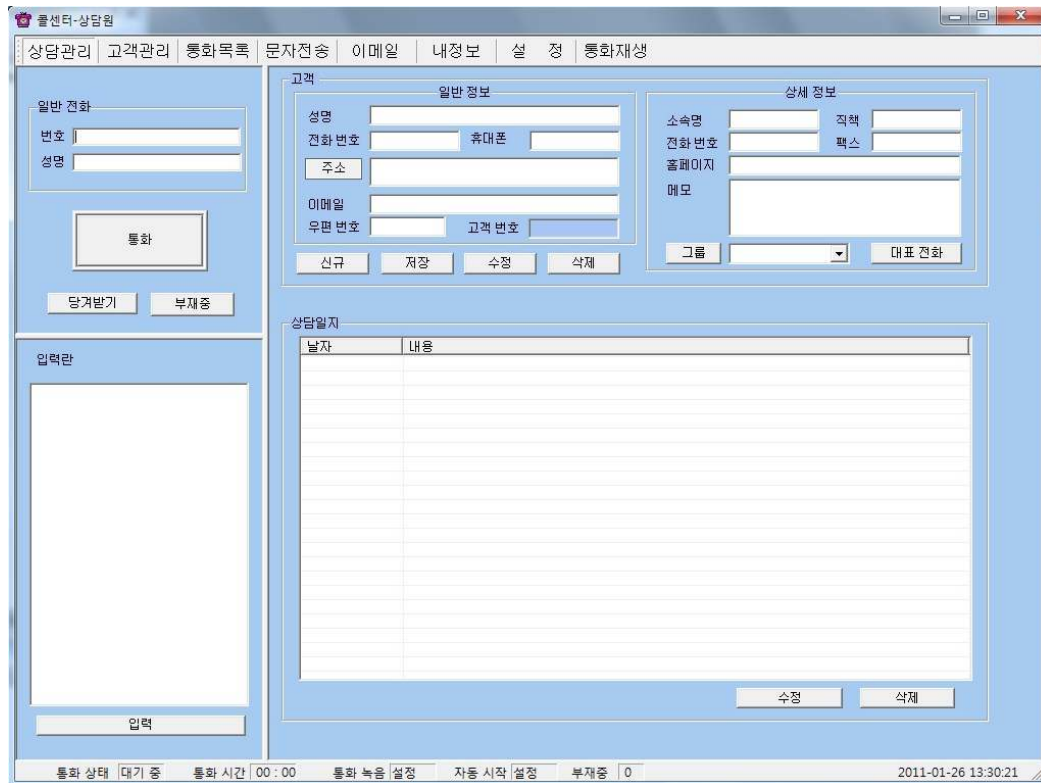 콜센터-상담원
상담관리 고객관리 통화목록 문자전송 이메일 내정보 설 정 통화재생
일반 전화
번호
성명
통화
당겨받기 부재중
입력란
입력
고객
일반 정보
성명
전화 번호 휴대폰
주소
이메일
우편 번호 고객 번호
신규 저장 수정 삭제
상세 정보
소속명 직책
전화 번호 팩스
홈페이지
메모
그룹 대표 전화
상담일지
날자 내용
수정 삭제
통화 상태 대기 중 통화 시간 00 : 00 통화 녹음 설정 자동 시작 설정 부재중 0 2011-01-26 13:30:21